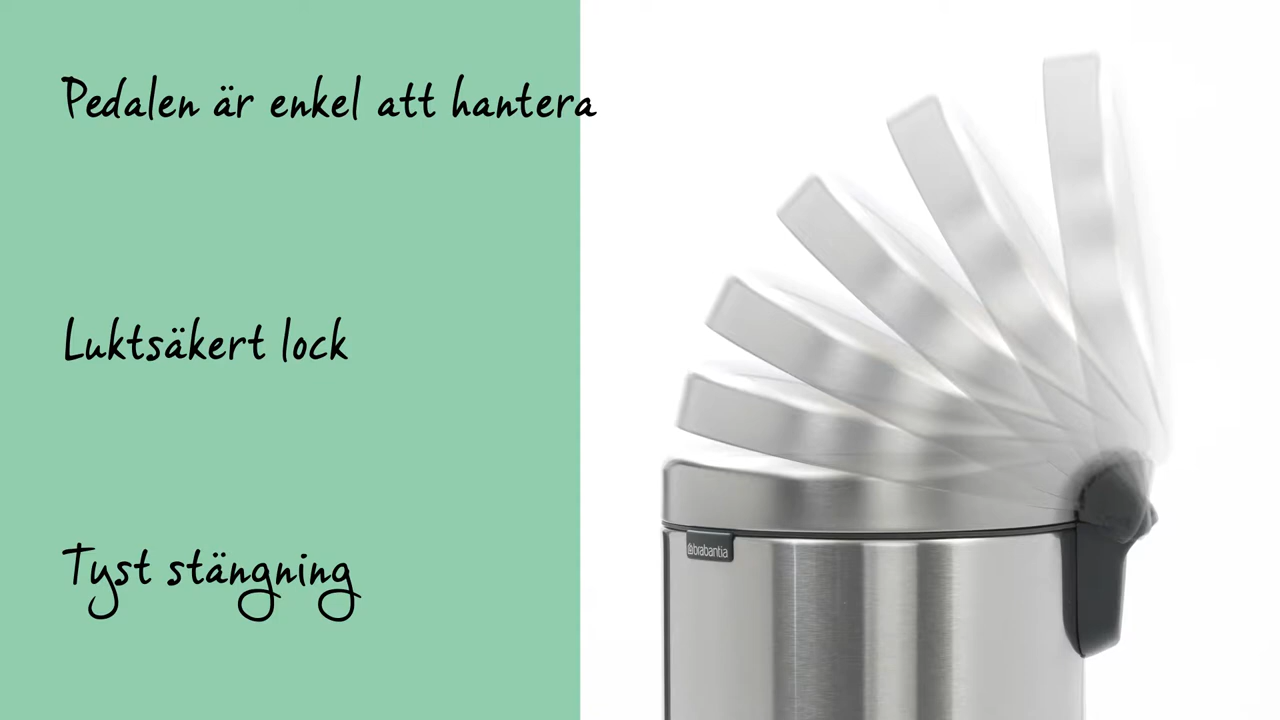 Pedalen är enkel att hantera
Luktsäkert lock
Tyst stängning
brabantia